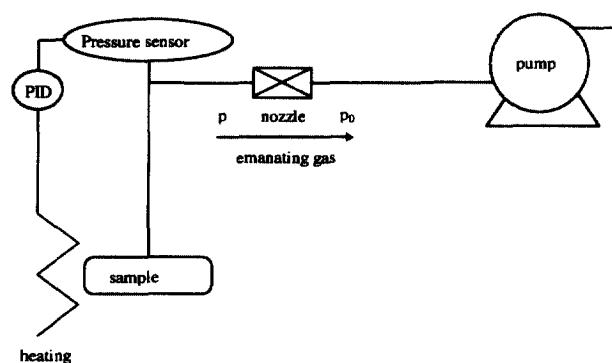 Pressure sensor
PID
pump
p nozzle p₀
emanating gas
sample
heating